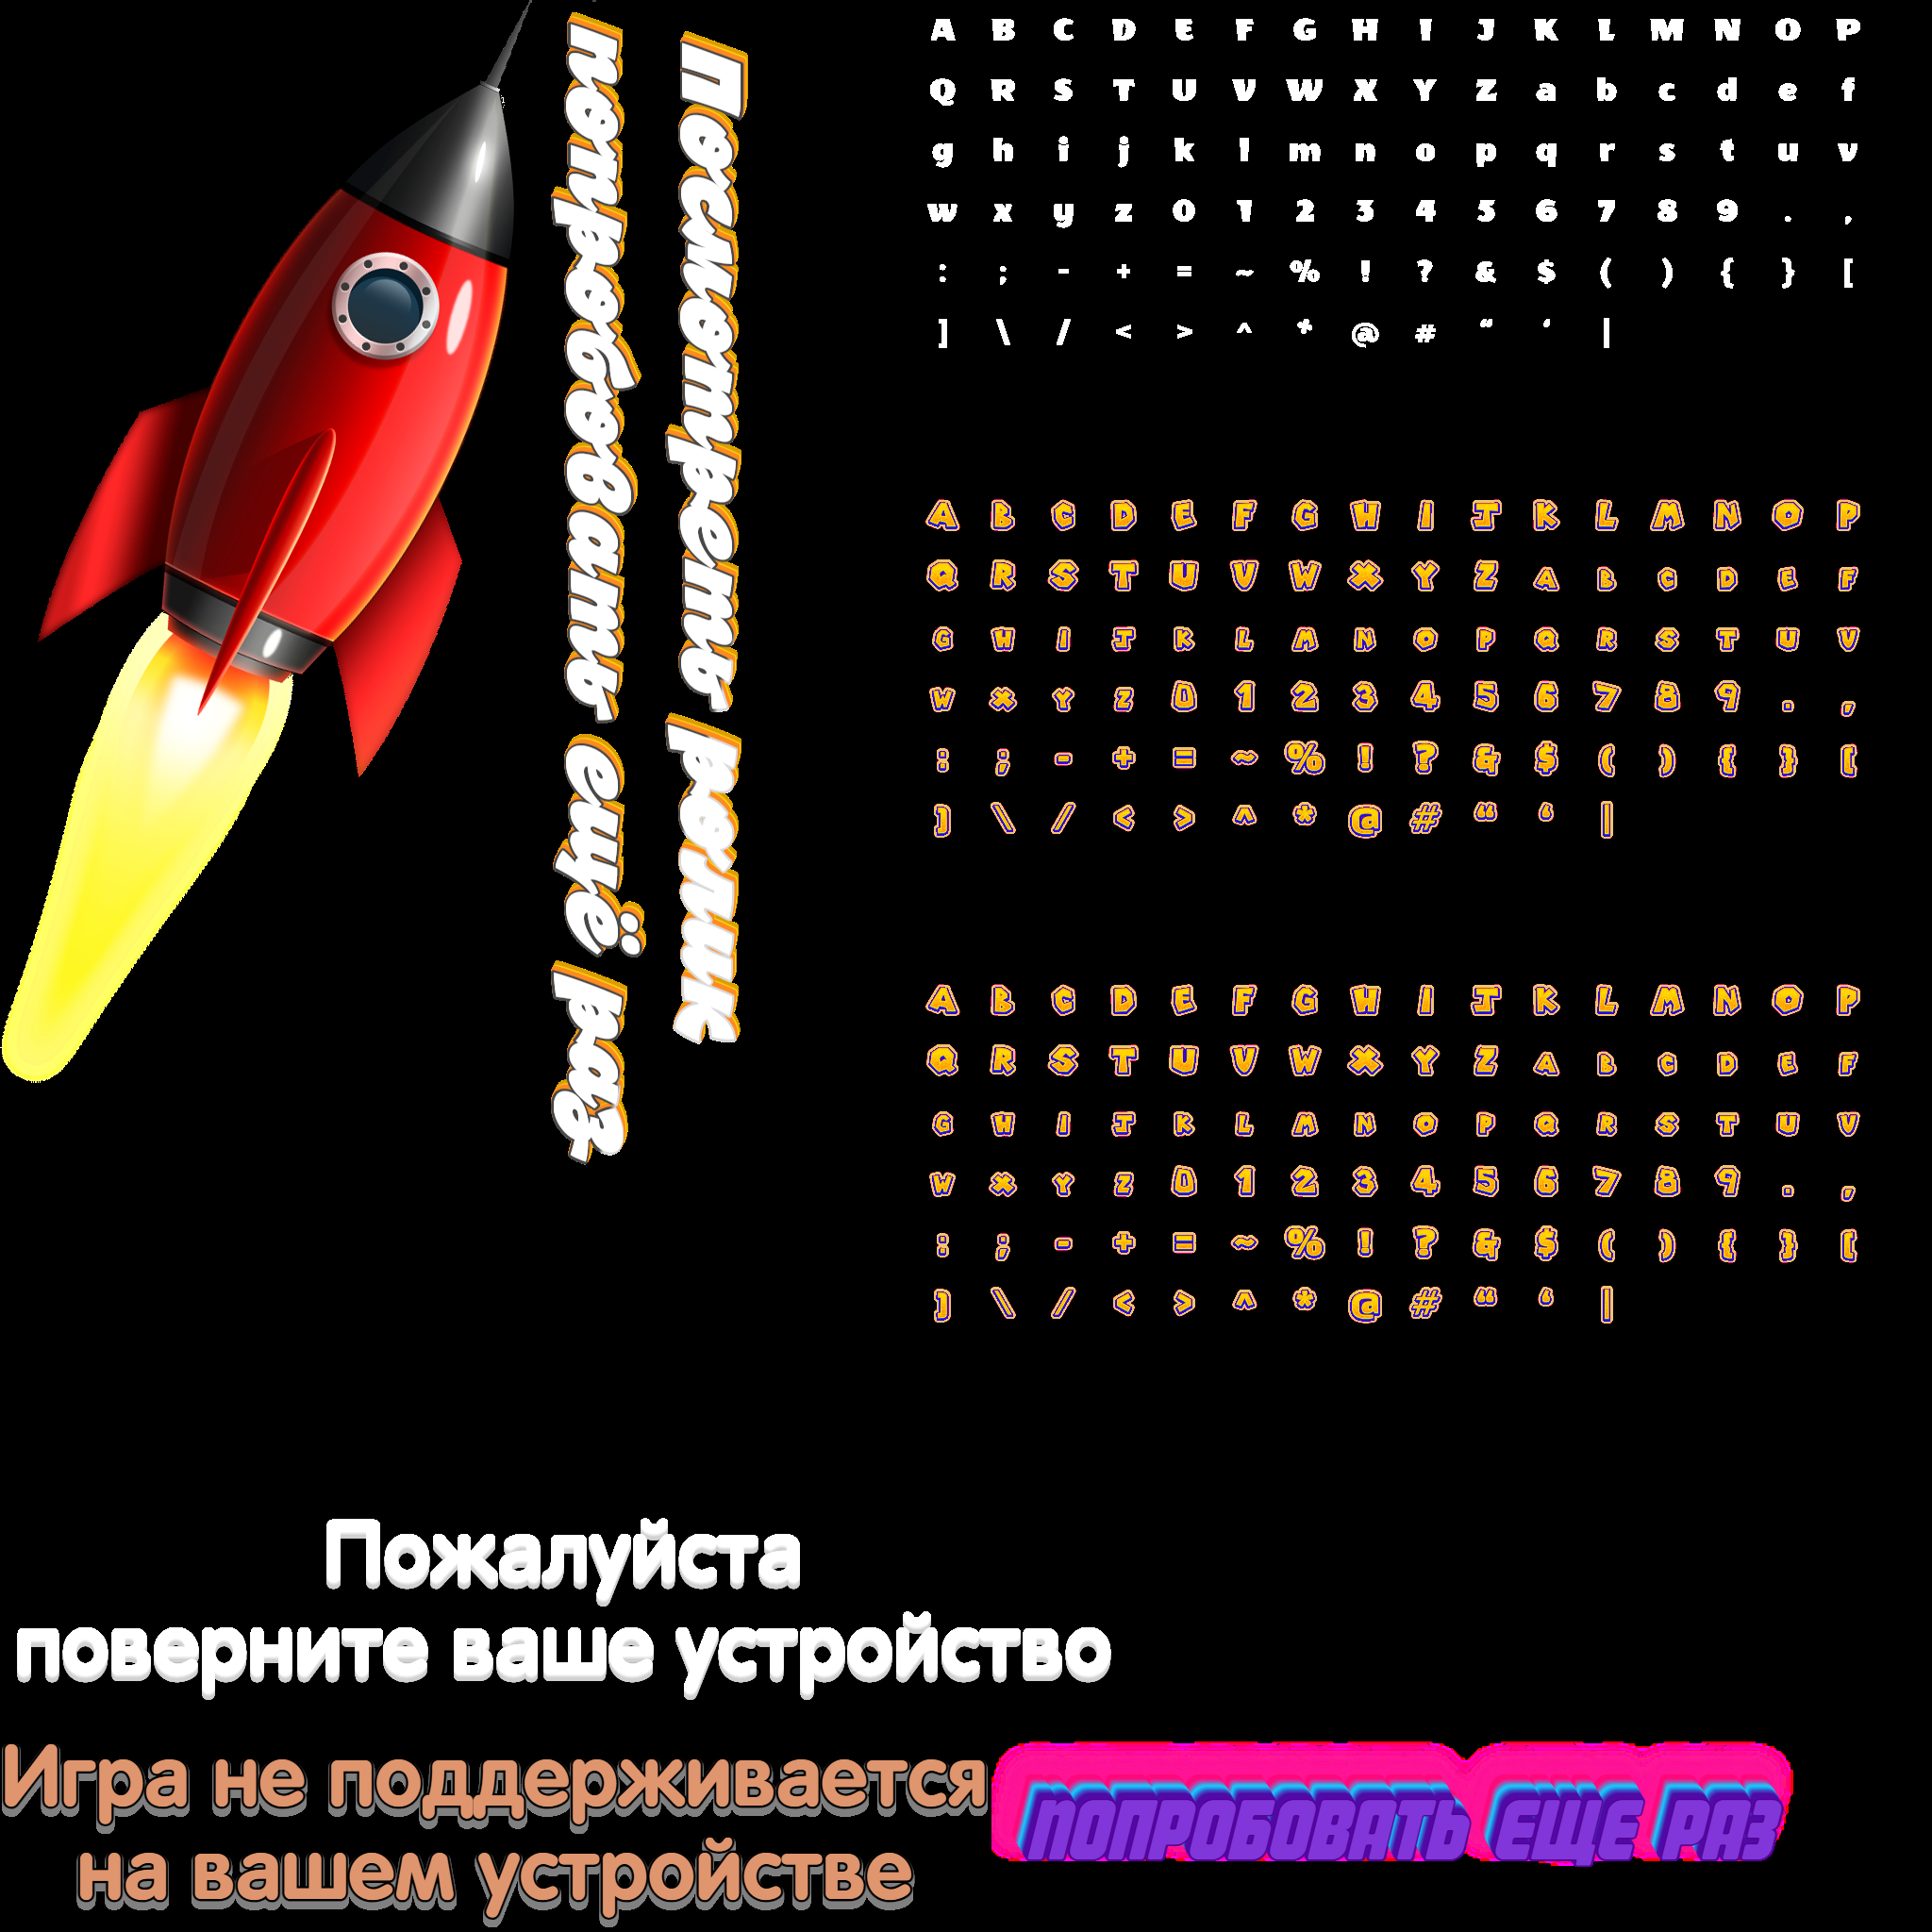 Посмотреть ролик
попробовать ещё раз
A B C D E F G H I J K L M N O P
Q R S T U V W X Y Z a b c d e f
g h i j k l m n o p q r s t u v
w x y z 0 1 2 3 4 5 6 7 8 9 . ,
: ; - + = ~ % ! ? & $ ( ) { } [
] \ / < > ^ * @ # “ ‘ |
A B C D E F G H I J K L M N O P
Q R S T U V W X Y Z A B C D E F
G H I J K L M N O P Q R S T U V
W X Y Z 0 1 2 3 4 5 6 7 8 9 . ,
: ; - + = ~ % ! ? & $ ( ) { } [
] \ / < > ^ * @ # “ ‘ |
A B C D E F G H I J K L M N O P
Q R S T U V W X Y Z A B C D E F
G H I J K L M N O P Q R S T U V
W X Y Z 0 1 2 3 4 5 6 7 8 9 . ,
: ; - + = ~ % ! ? & $ ( ) { } [
] \ / < > ^ * @ # “ ‘ |
Пожалуйста
поверните ваше устройство
Игра не поддерживается
на вашем устройстве
ПОПРОБОВАТЬ ЕЩЕ РАЗ